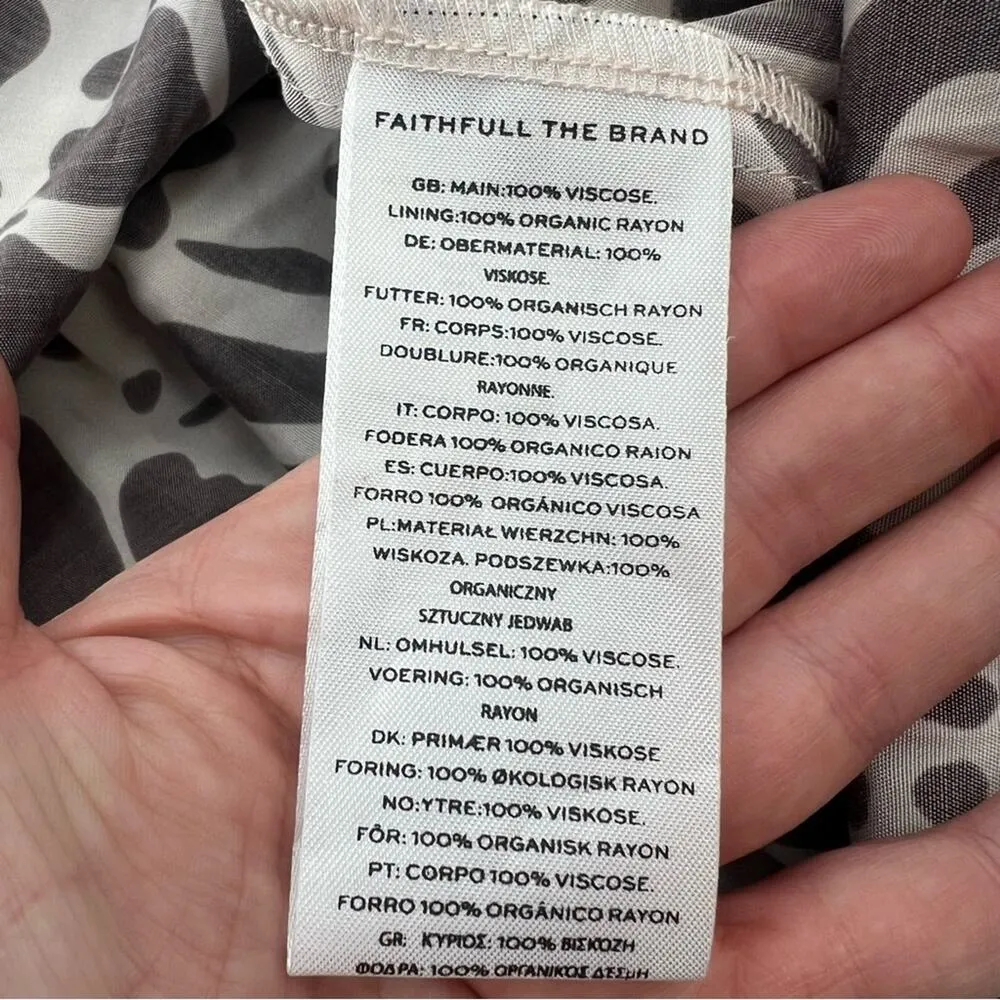 FAITHFULL THE BRAND
GB: MAIN:100% VISCOSE.
LINING:100% ORGANIC RAYON
DE: OBERMATERIAL: 100%
VISKOSE.
FUTTER: 100% ORGANISCH RAYON
FR: CORPS:100% VISCOSE.
DOUBLURE:100% ORGANIQUE
RAYONNE.
IT: CORPO: 100% VISCOSA.
FODERA 100% ORGANICO RAION
ES: CUERPO:100% VISCOSA.
FORRO 100% ORGÁNICO VISCOSA
PL:MATERIAŁ WIERZCHN: 100%
WISKOZA. PODSZEWKA:100%
ORGANICZNY
SZTUCZNY JEDWAB
NL: OMHULSEL: 100% VISCOSE.
VOERING: 100% ORGANISCH
RAYON
DK: PRIMÆR 100% VISKOSE
FORING: 100% ØKOLOGISK RAYON
NO:YTRE:100% VISKOSE.
FÔR: 100% ORGANISK RAYON
PT: CORPO 100% VISCOSE.
FORRO 100% ORGÂNICO RAYON
GR: ΚΥΡΙΟΣ: 100% ΒΙΣΚΟΖΗ
ΦΟΔΡΑ: 100% ΟΡΓΑΝΙΚΟΣ